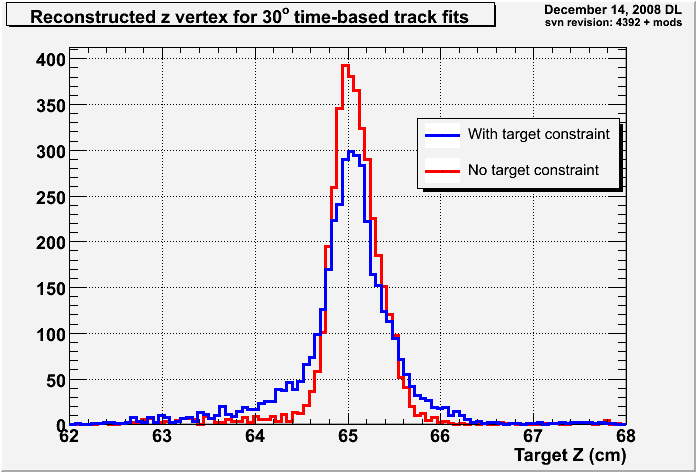 Reconstructed z vertex for 30° time-based track fits
December 14, 2008 DL
svn revision: 4392 + mods
400
350
300
250
200
150
100
50
0
With target constraint
No target constraint
62 63 64 65 66 67 68
Target Z (cm)